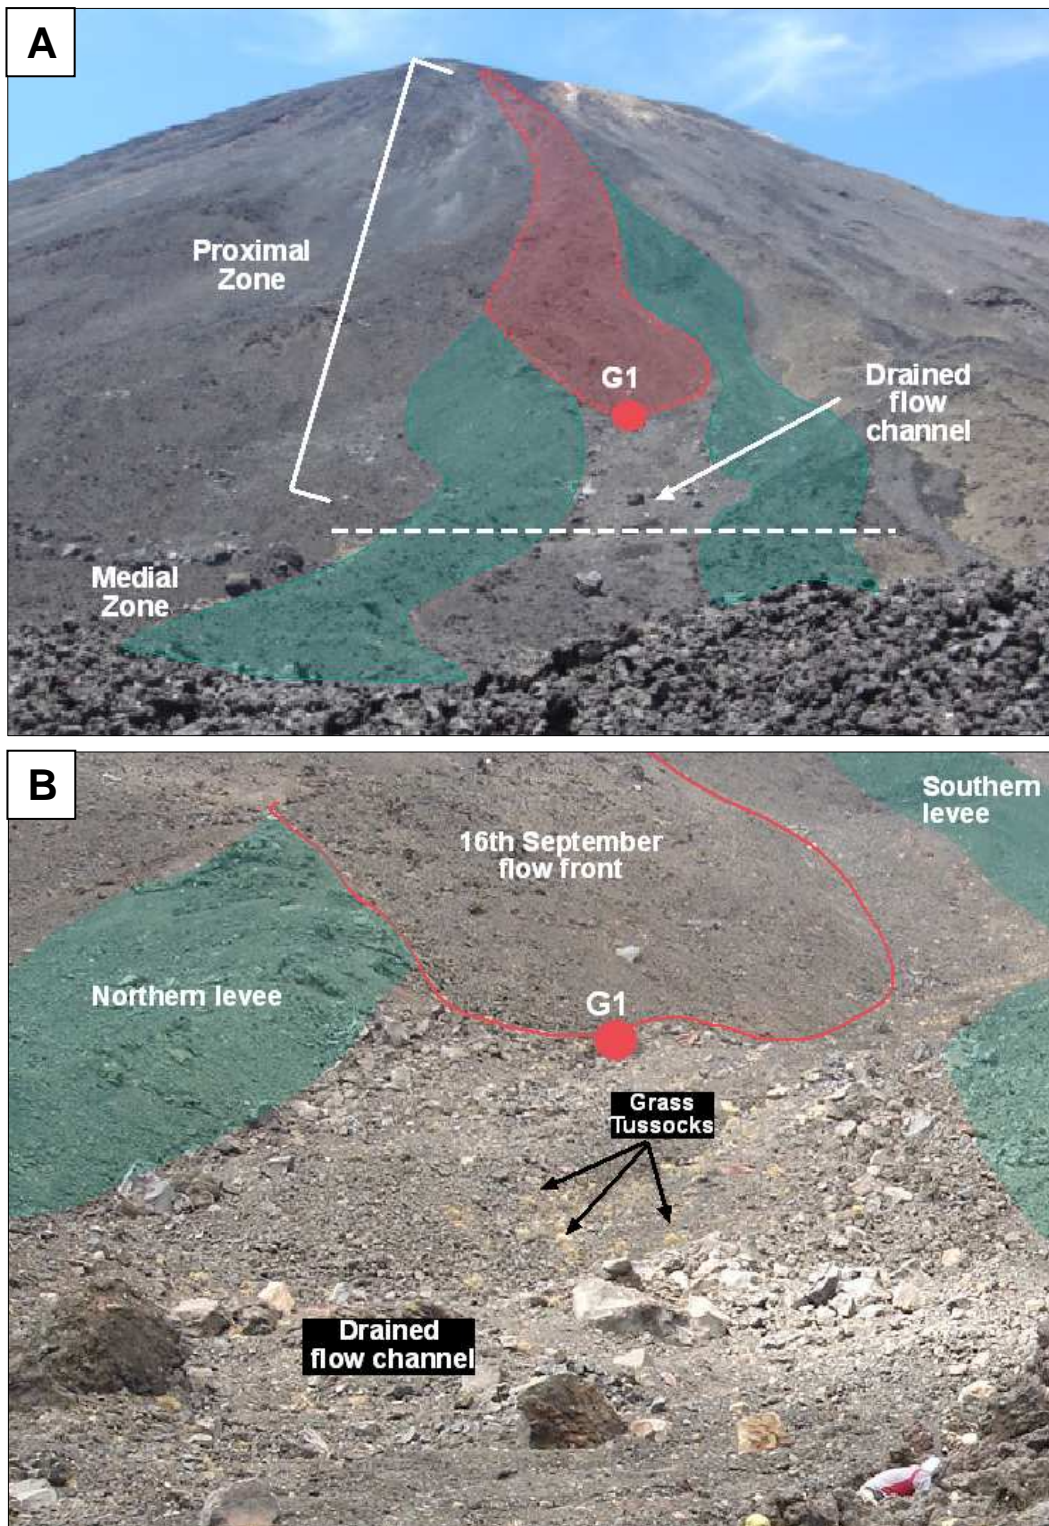 A
Proximal
Zone
G1
Drained
flow
channel
Medial
Zone
B
Southern
levee
16th September
flow front
Northern levee
G1
Grass
Tussocks
Drained
flow channel